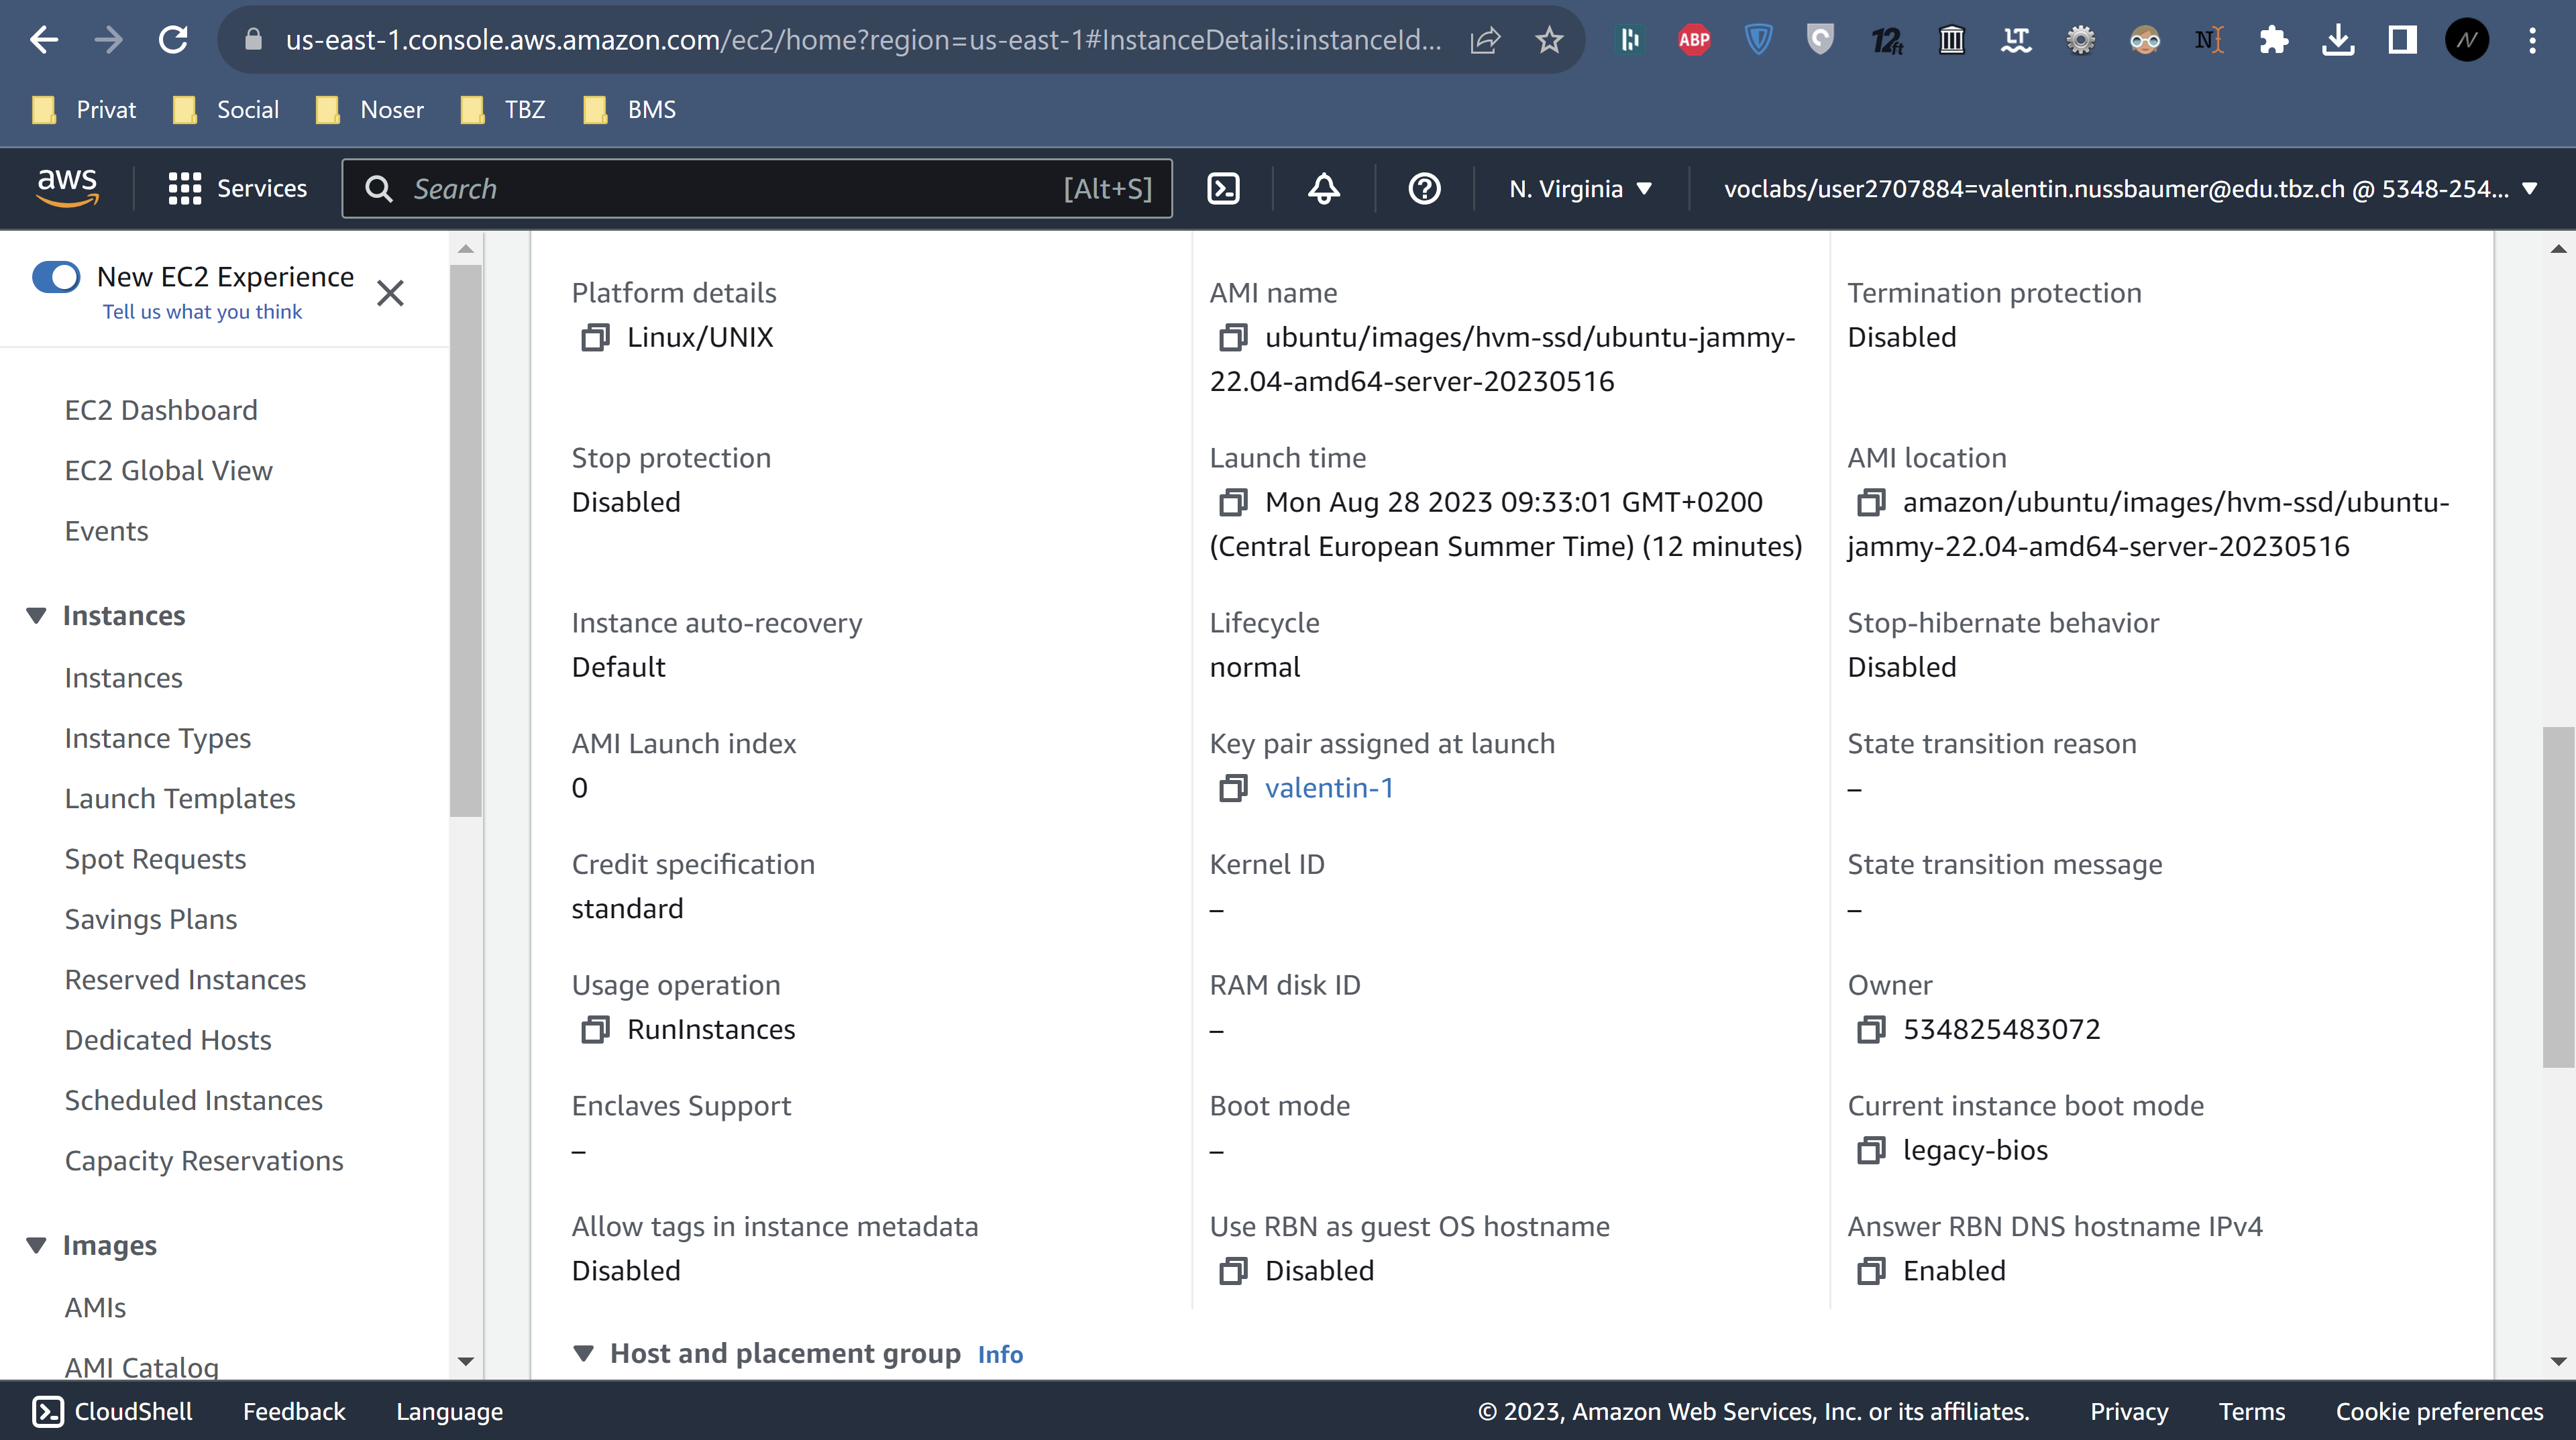 us-east-1.console.aws.amazon.com/ec2/home?region=us-east-1#InstanceDetails:instanceId...
ABP
12ft
LT
N
N
Privat
Social
Noser
TBZ
BMS
aws
Services
Search
[Alt+S]
N. Virginia
voclabs/user2707884=valentin.nussbaumer@edu.tbz.ch @ 5348-254...
New EC2 Experience
Tell us what you think
EC2 Dashboard
EC2 Global View
Events
Instances
Instances
Instance Types
Launch Templates
Spot Requests
Savings Plans
Reserved Instances
Dedicated Hosts
Scheduled Instances
Capacity Reservations
Images
AMIs
AMI Catalog
Platform details
Linux/UNIX
AMI name
ubuntu/images/hvm-ssd/ubuntu-jammy-
22.04-amd64-server-20230516
Termination protection
Disabled
Stop protection
Disabled
Launch time
Mon Aug 28 2023 09:33:01 GMT+0200
(Central European Summer Time) (12 minutes)
AMI location
amazon/ubuntu/images/hvm-ssd/ubuntu-
jammy-22.04-amd64-server-20230516
Instance auto-recovery
Default
Lifecycle
normal
Stop-hibernate behavior
Disabled
AMI Launch index
0
Key pair assigned at launch
valentin-1
State transition reason
–
Credit specification
standard
Kernel ID
–
State transition message
–
Usage operation
RunInstances
RAM disk ID
–
Owner
534825483072
Enclaves Support
–
Boot mode
–
Current instance boot mode
legacy-bios
Allow tags in instance metadata
Disabled
Use RBN as guest OS hostname
Disabled
Answer RBN DNS hostname IPv4
Enabled
Host and placement group Info
CloudShell
Feedback
Language
© 2023, Amazon Web Services, Inc. or its affiliates.
Privacy
Terms
Cookie preferences